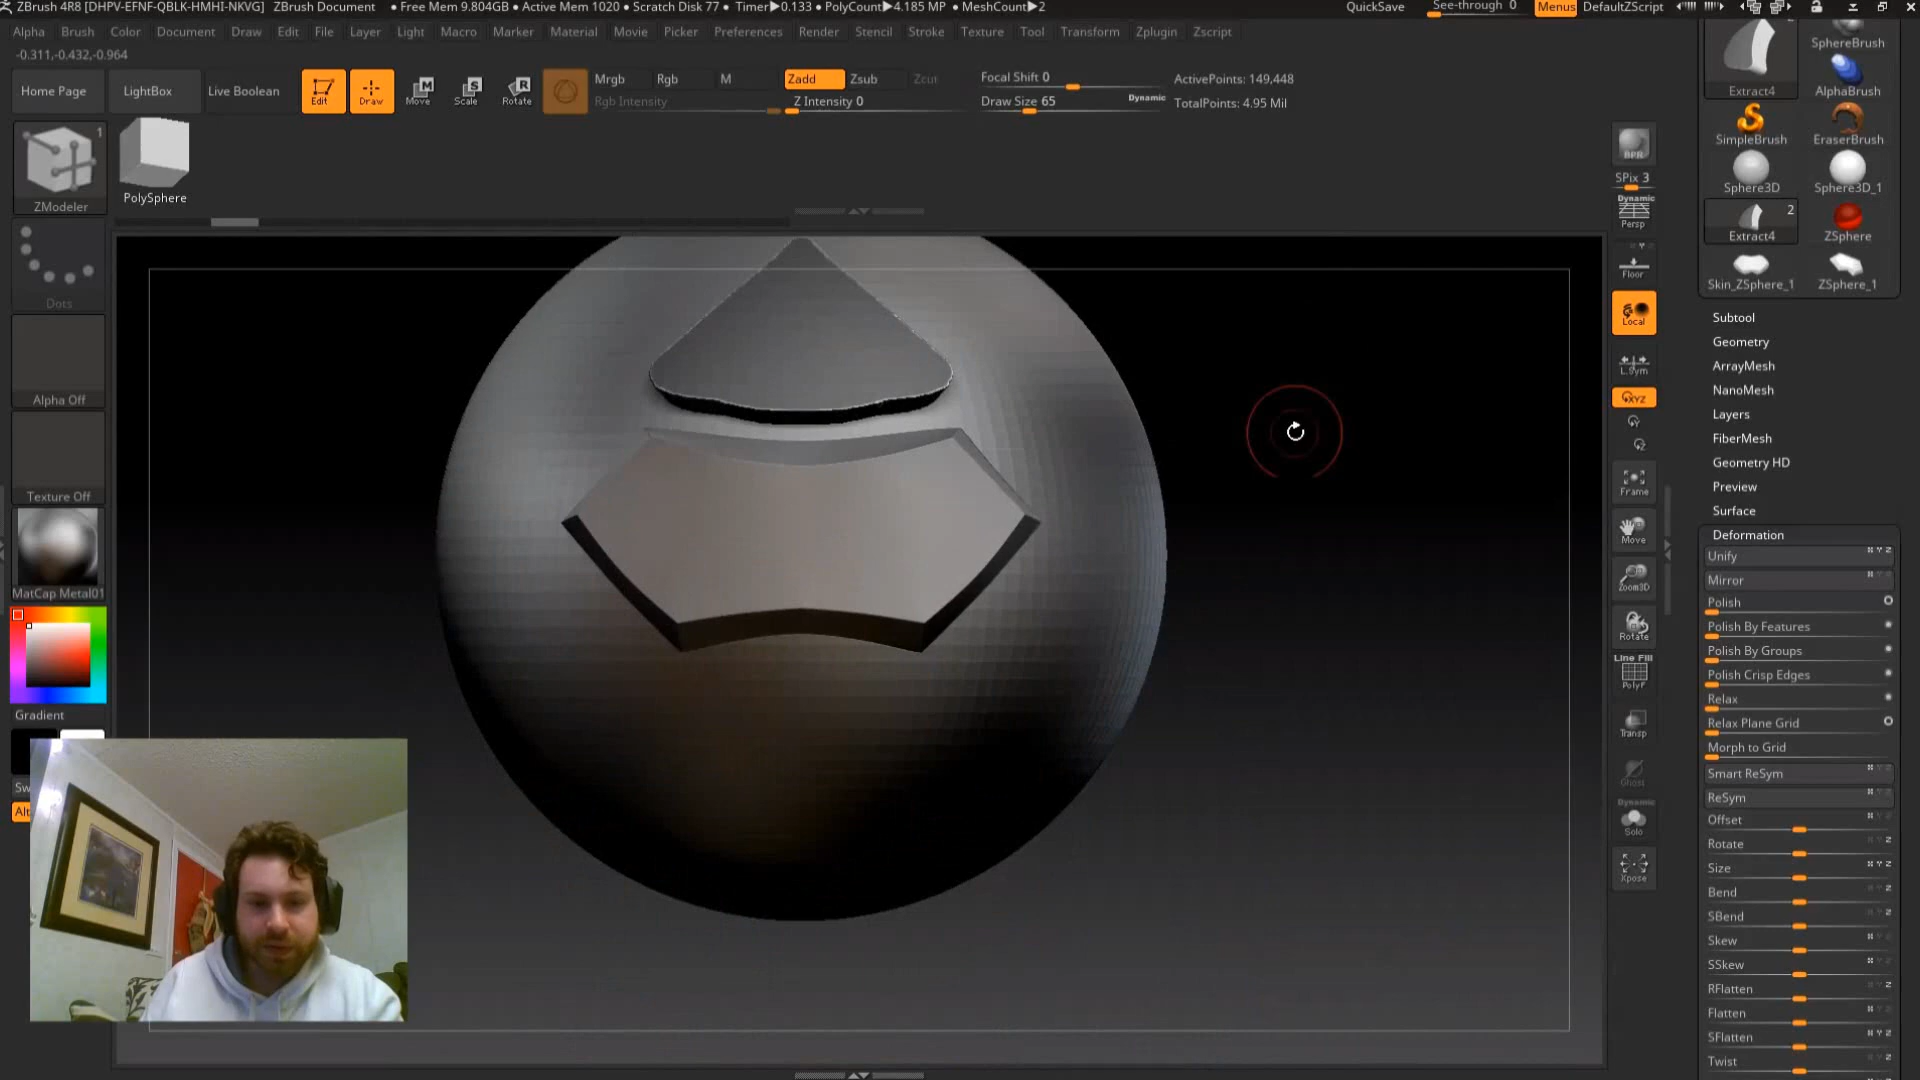 ZBrush 4R8 [DHPV-EFNF-QBLK-HMHI-NKVG] ZBrush Document • Free Mem 9.804GB • Active Mem 1020 • Scratch Disk 77 • Timer▶0.133 • PolyCount▶4.185 MP • MeshCount▶2 QuickSave See-through 0 Menus DefaultZScript
Alpha Brush Color Document Draw Edit File Layer Light Macro Marker Material Movie Picker Preferences Render Stencil Stroke Texture Tool Transform Zplugin Zscript
-0.311,-0.432,-0.964
Home Page LightBox Live Boolean Edit Draw Move Scale Rotate
Mrgb Rgb M Zadd Zsub Zcut Focal Shift 0 ActivePoints: 149,448
Rgb Intensity Z Intensity 0 Draw Size 65 Dynamic TotalPoints: 4.95 Mil
1
ZModeler PolySphere
Dots
Alpha Off
Texture Off
MatCap Metal01
Gradient
Sw
Alt
BPR
SPix 3
Dynamic
Persp
Floor
Local
L.Sym
XYZ
Frame
Move
Zoom3D
Rotate
Line Fill
PolyF
Transp
Ghost
Dynamic
Solo
Xpose
SphereBrush
Extract4 AlphaBrush
SimpleBrush EraserBrush
Sphere3D Sphere3D_1
2
Extract4 ZSphere
Skin_ZSphere_1 ZSphere_1
Subtool
Geometry
ArrayMesh
NanoMesh
Layers
FiberMesh
Geometry HD
Preview
Surface
Deformation
Unify
Mirror
Polish
Polish By Features
Polish By Groups
Polish Crisp Edges
Relax
Relax Plane Grid
Morph to Grid
Smart ReSym
ReSym
Offset
Rotate
Size
Bend
SBend
Skew
SSkew
RFlatten
Flatten
SFlatten
Twist